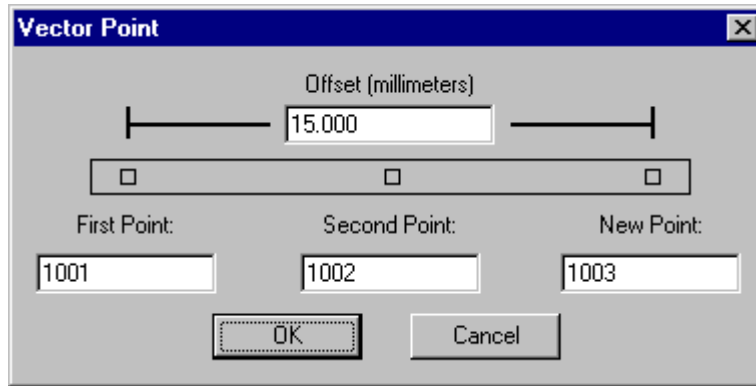 Vector Point
Offset (millimeters)
15.000
First Point: Second Point: New Point:
1001 1002 1003
OK Cancel